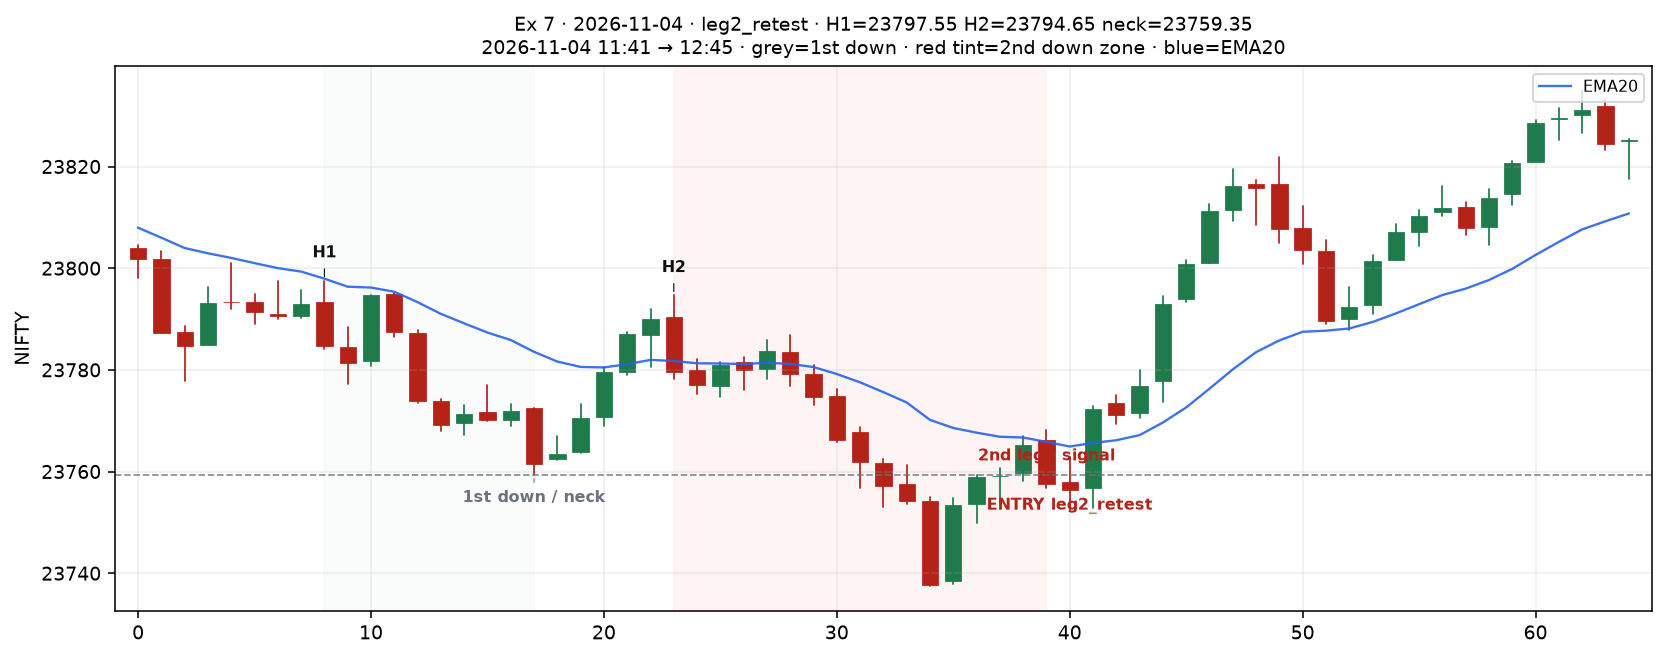 Ex 7 · 2026-11-04 · leg2_retest · H1=23797.55 H2=23794.65 neck=23759.35
2026-11-04 11:41 → 12:45 · grey=1st down · red tint=2nd down zone · blue=EMA20
EMA20
H1
H2
1st down / neck
2nd leg signal
ENTRY leg2_retest
NIFTY
23820
23800
23780
23760
23740
0 10 20 30 40 50 60